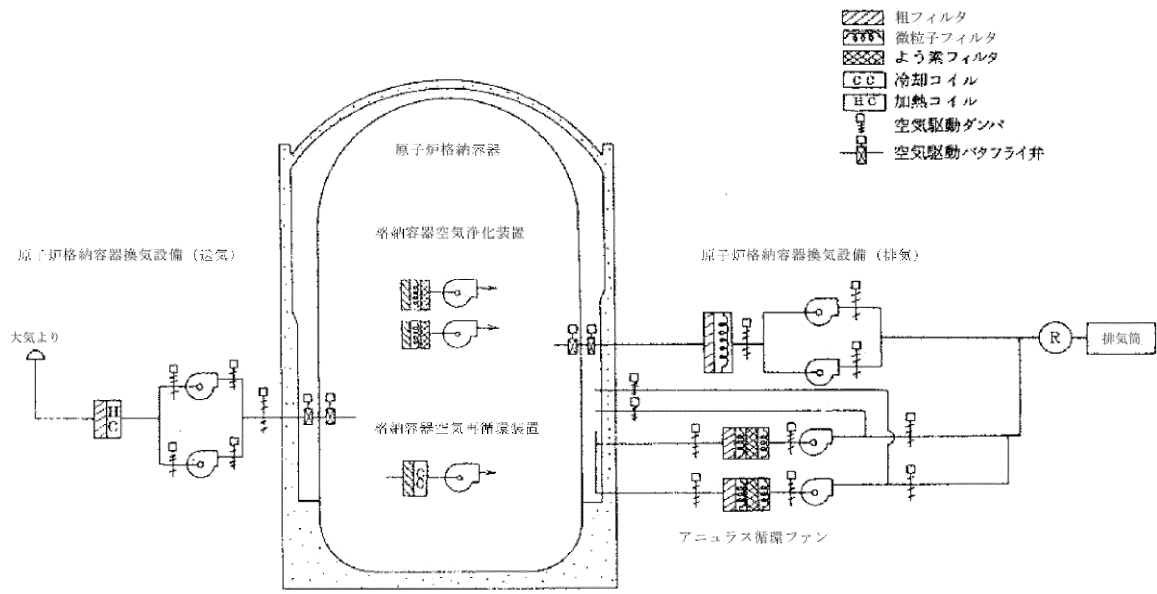 粗フィルタ
微粒子フィルタ
よう素フィルタ
CC 冷却コイル
HC 加熱コイル
空気駆動ダンパ
空気駆動バタフライ弁
原子炉格納容器
格納容器空気浄化装置
原子炉格納容器換気設備（送気）
原子炉格納容器換気設備（排気）
大気より
R
排気筒
HC
格納容器空気再循環装置
CC
アニュラス循環ファン